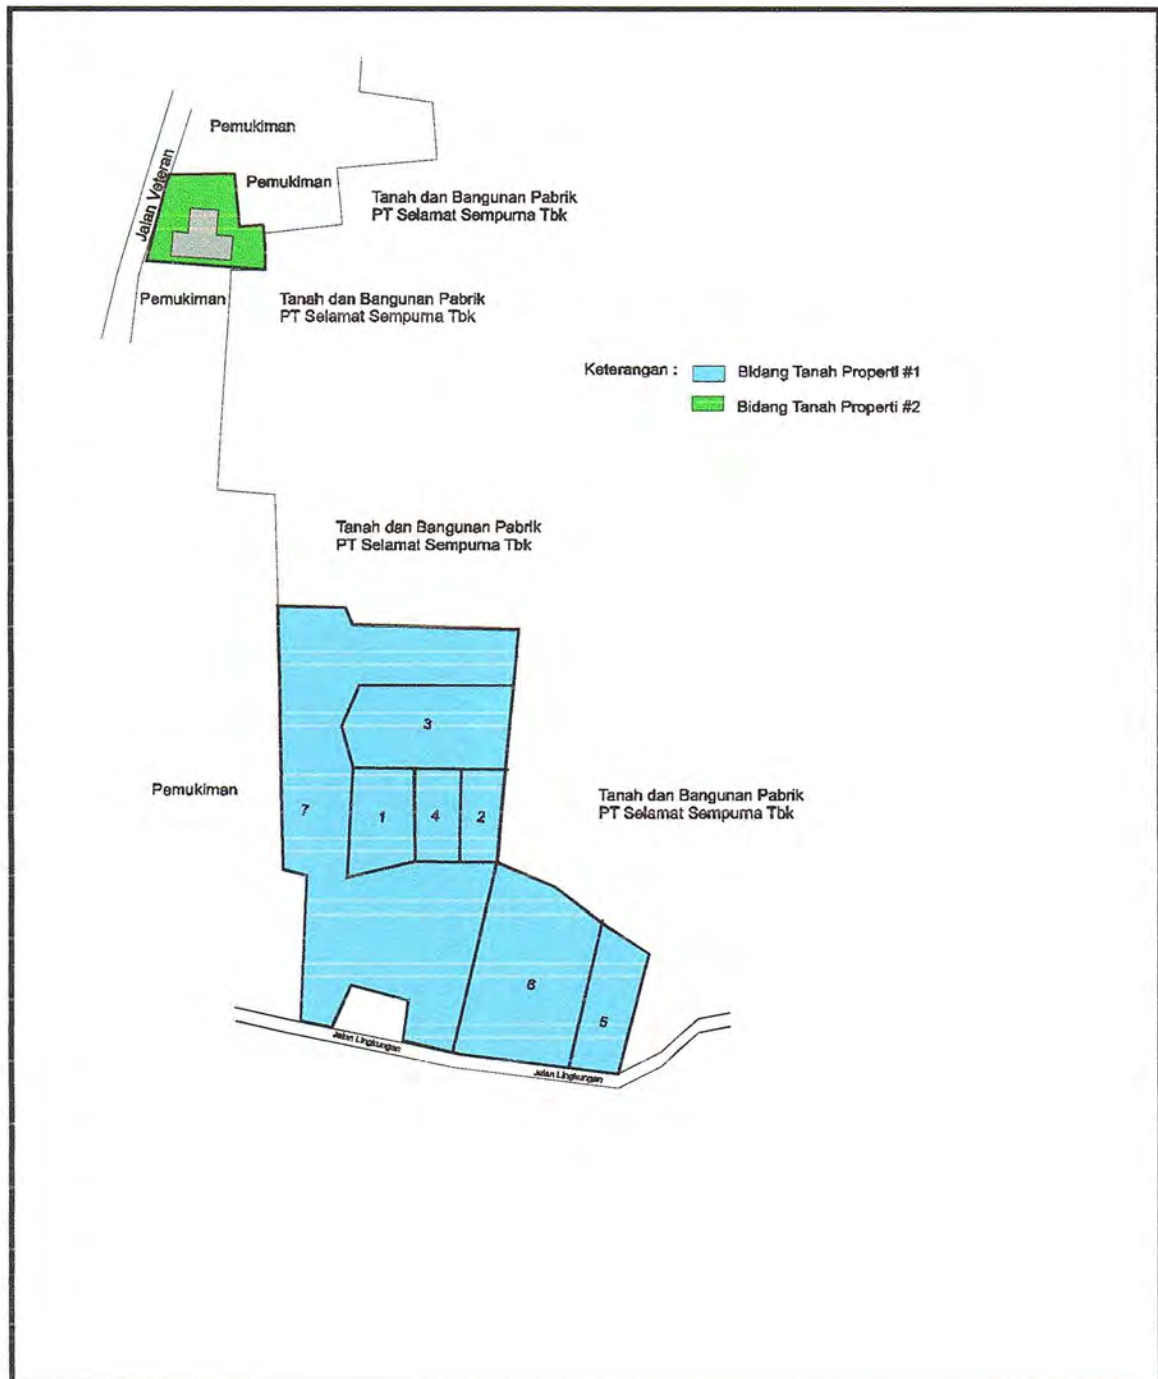 Pemukiman
Jalan Veteran
Pemukiman
Tanah dan Bangunan Pabrik
PT Selamat Sempurna Tbk
Pemukiman
Tanah dan Bangunan Pabrik
PT Selamat Sempurna Tbk
Keterangan :
Bidang Tanah Properti #1
Bidang Tanah Properti #2
Tanah dan Bangunan Pabrik
PT Selamat Sempurna Tbk
3
Pemukiman
7
1
4
2
Tanah dan Bangunan Pabrik
PT Selamat Sempurna Tbk
6
5
Jalan Lingkungan
Jalan Lingkungan